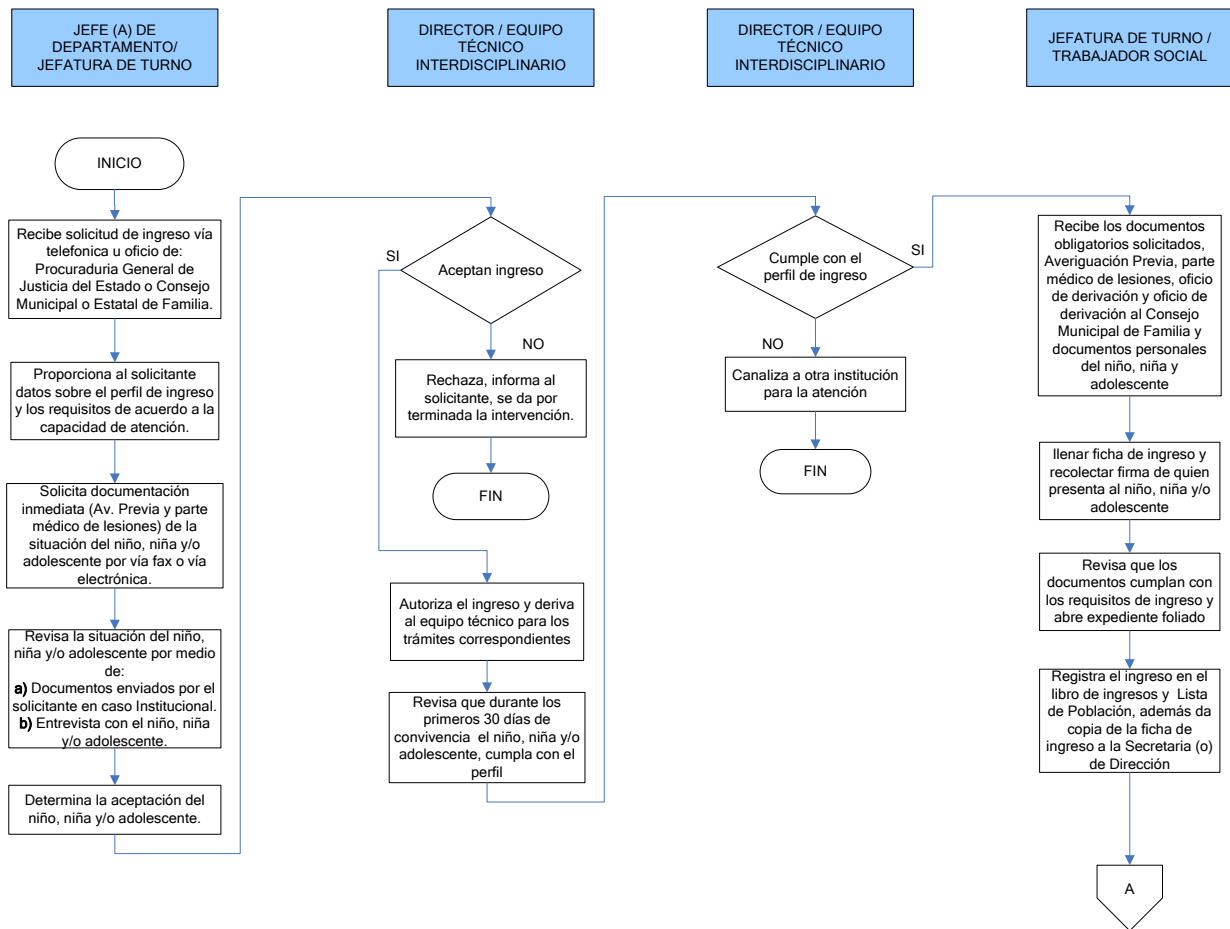 JEFE (A) DE
DEPARTAMENTO/
JEFATURA DE TURNO
DIRECTOR / EQUIPO
TÉCNICO
INTERDISCIPLINARIO
DIRECTOR / EQUIPO
TÉCNICO
INTERDISCIPLINARIO
JEFATURA DE TURNO /
TRABAJADOR SOCIAL
INICIO
Recibe solicitud de ingreso vía
telefonica u oficio de:
Procuraduria General de
Justicia del Estado o Consejo
Municipal o Estatal de Familia.
Proporciona al solicitante
datos sobre el perfil de ingreso
y los requisitos de acuerdo a la
capacidad de atención.
Solicita documentación
inmediata (Av. Previa y parte
médico de lesiones) de la
situación del niño, niña y/o
adolescente por vía fax o vía
electrónica.
Revisa la situación del niño,
niña y/o adolescente por medio
de:
a) Documentos enviados por el
solicitante en caso Institucional.
b) Entrevista con el niño, niña
y/o adolescente.
Determina la aceptación del
niño, niña y/o adolescente.
Aceptan ingreso
SI
NO
Rechaza, informa al
solicitante, se da por
terminada la intervención.
FIN
Autoriza el ingreso y deriva
al equipo técnico para los
trámites correspondientes
Revisa que durante los
primeros 30 días de
convivencia el niño, niña y/o
adolescente, cumpla con el
perfil
Cumple con el
perfil de ingreso
SI
NO
Canaliza a otra institución
para la atención
FIN
Recibe los documentos
obligatorios solicitados,
Averiguación Previa, parte
médico de lesiones, oficio
de derivación y oficio de
derivación al Consejo
Municipal de Familia y
documentos personales
del niño, niña y
adolescente
llenar ficha de ingreso y
recolectar firma de quien
presenta al niño, niña y/o
adolescente
Revisa que los
documentos cumplan con
los requisitos de ingreso y
abre expediente foliado
Registra el ingreso en el
libro de ingresos y Lista
de Población, además da
copia de la ficha de
ingreso a la Secretaria (o)
de Dirección
A